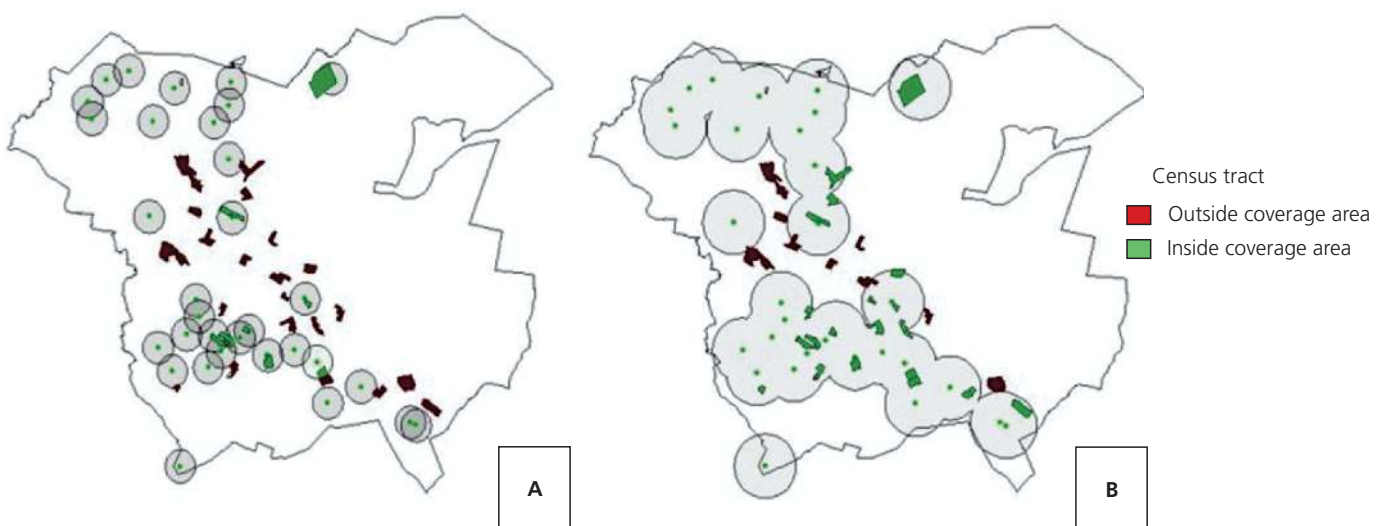 Census tract
Outside coverage area
Inside coverage area
A
B